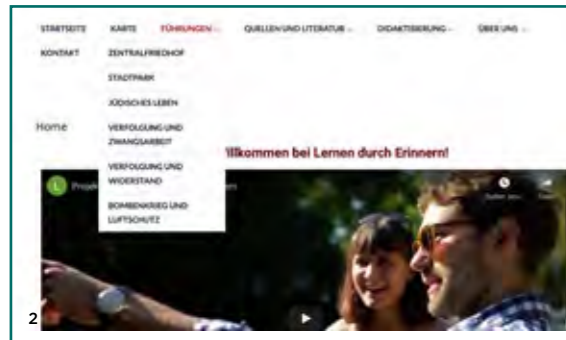 STARTSEITE KARTE FÜHRUNGEN QUELLEN UND LITERATUR DIDAKTISIERUNG ÜBER UNS
KONTAKT ZENTRALFRIEDHOF
STADTPARK
JÜDISCHES LEBEN
Home
VERFOLGUNG UND
ZWANGSARBEIT
illkommen bei Lernen durch Erinnern!
VERFOLGUNG UND
WIDERSTAND
L
BOMBENKRIEG UND
LUFTSCHUTZ
2